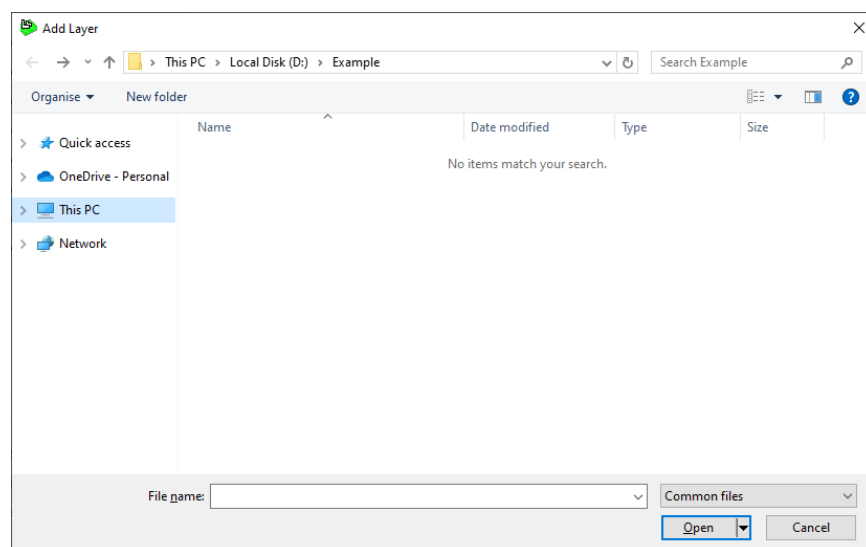 Add Layer
This PC > Local Disk (D:) > Example
Search Example
Organise New folder
Name Date modified Type Size
No items match your search.
Quick access
OneDrive - Personal
This PC
Network
File name: Common files
Open Cancel